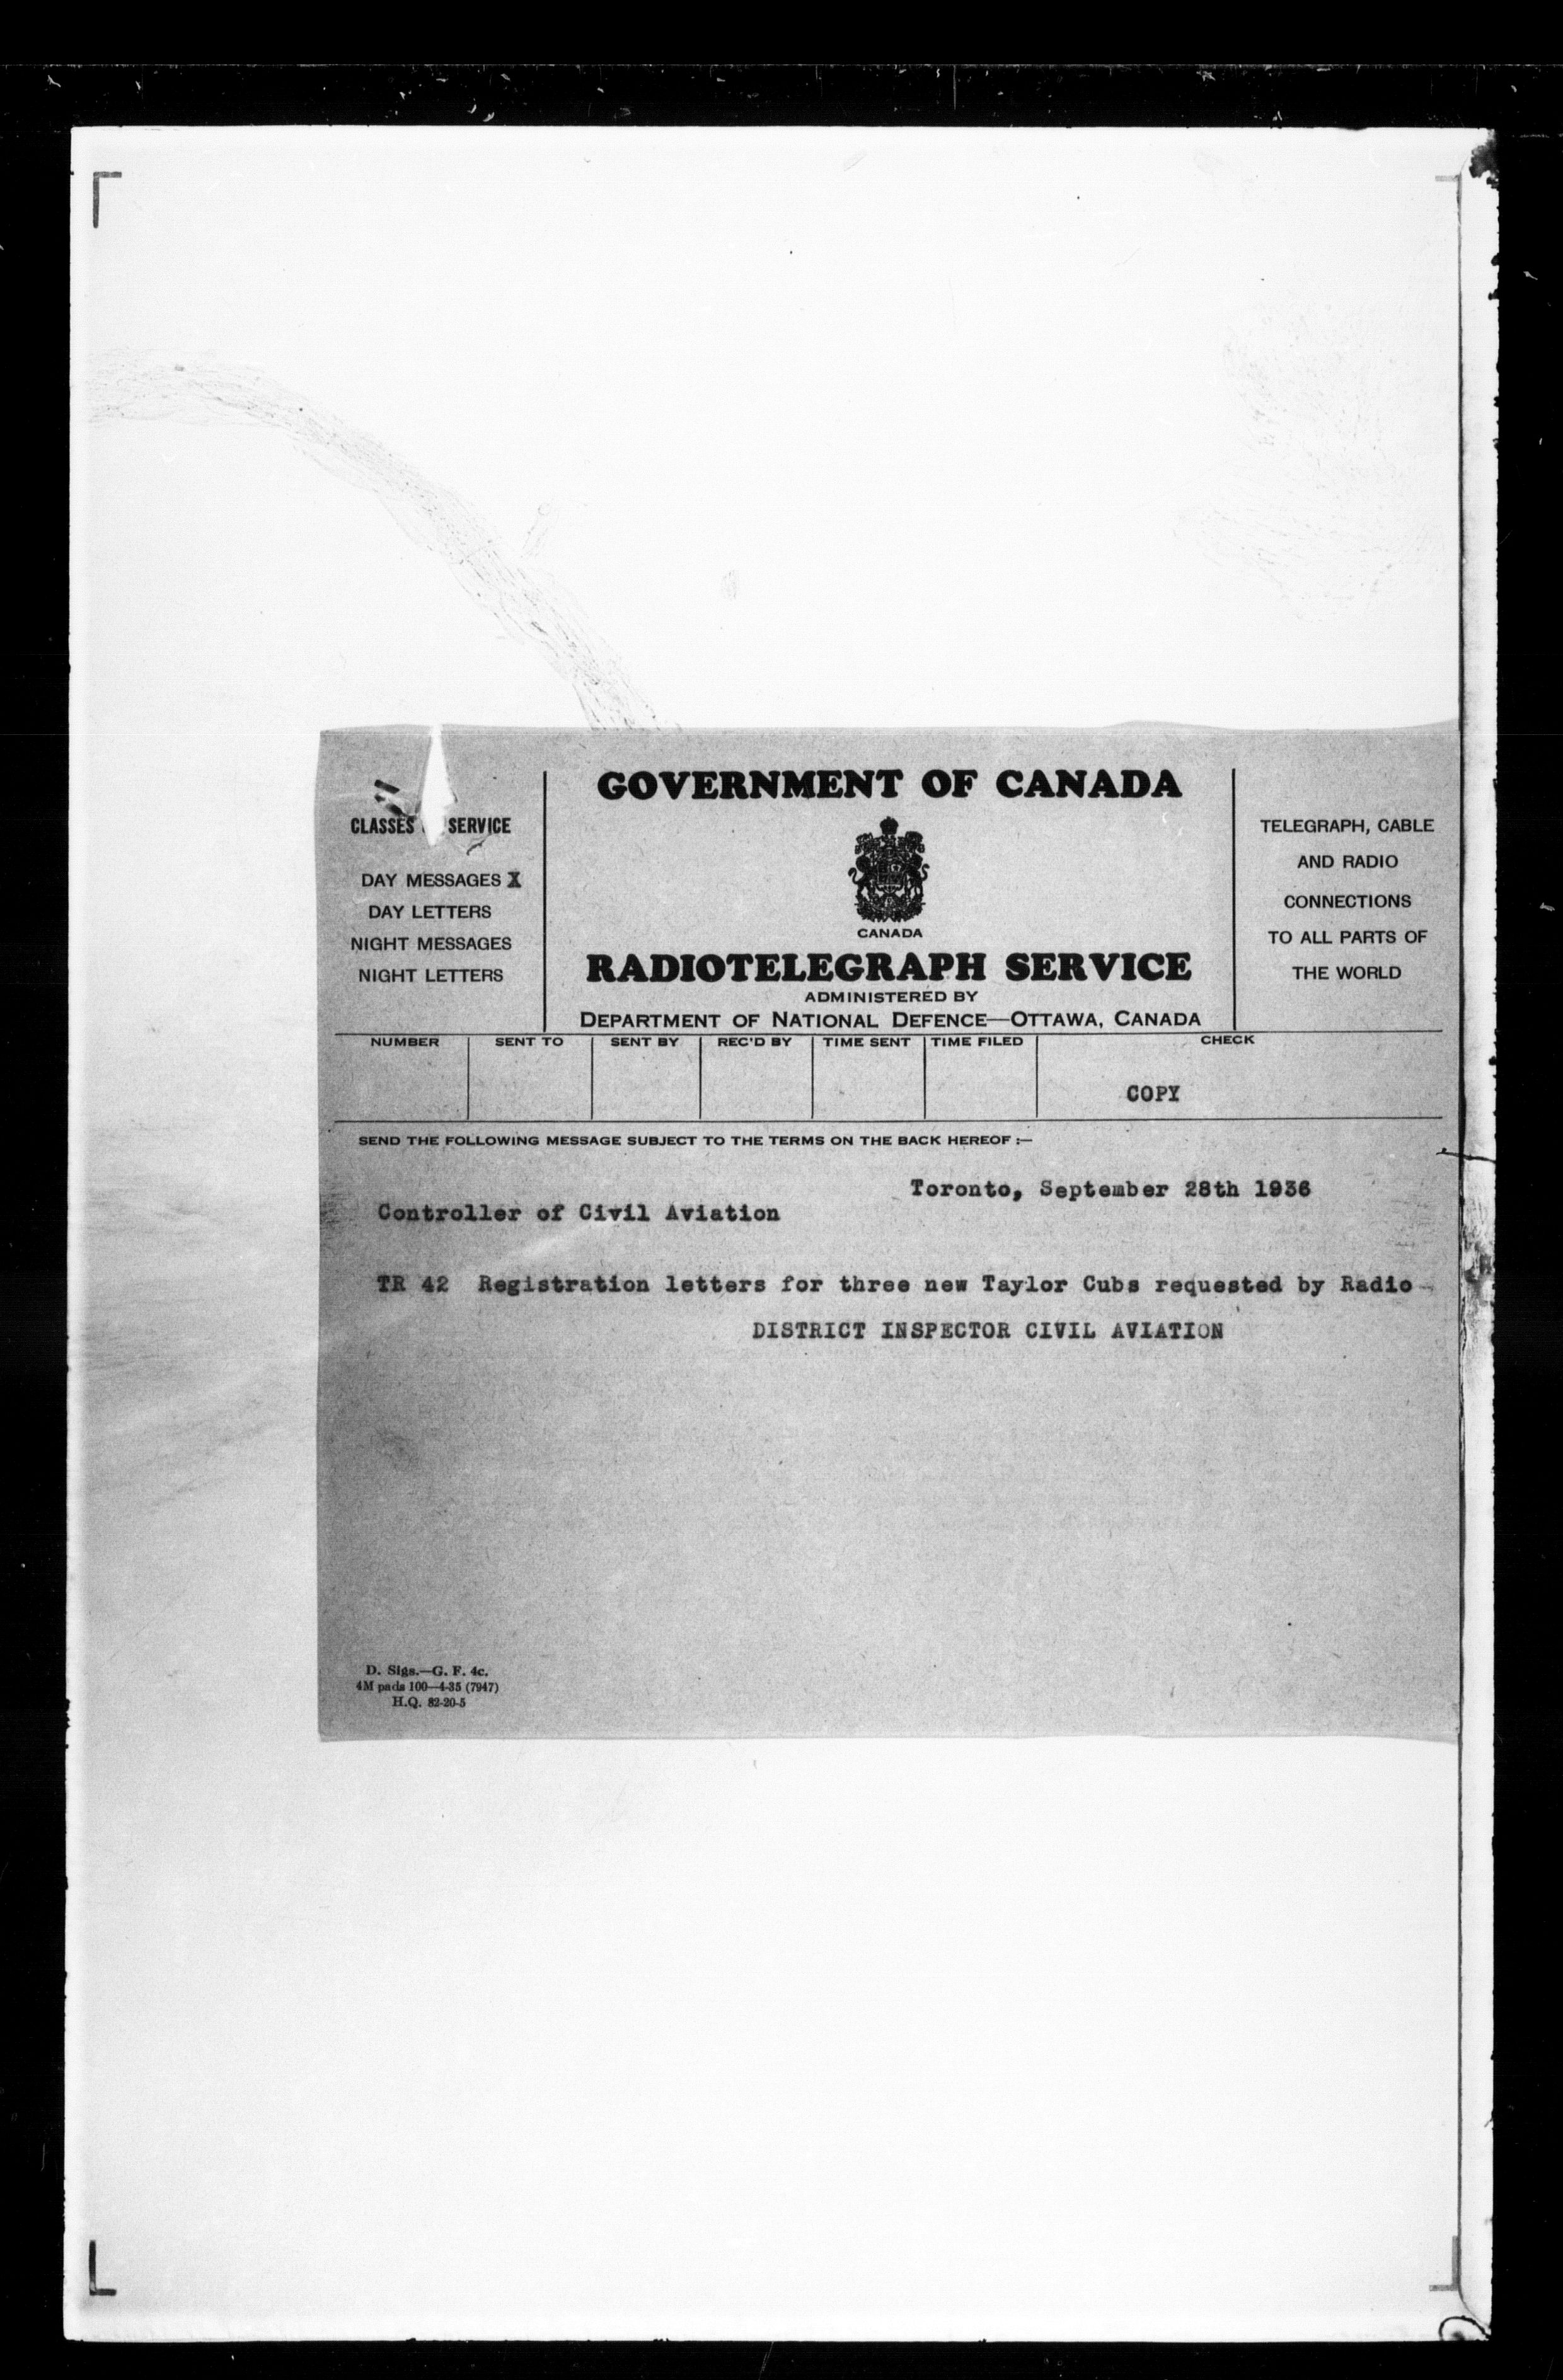 GOVERNMENT OF CANADA
CANADA
RADIOTELEGRAPH SERVICE
ADMINISTERED BY
DEPARTMENT OF NATIONAL DEFENCE—OTTAWA, CANADA
CLASSES SERVICE
DAY MESSAGES X
DAY LETTERS
NIGHT MESSAGES
NIGHT LETTERS
TELEGRAPH, CABLE
AND RADIO
CONNECTIONS
TO ALL PARTS OF
THE WORLD
NUMBER SENT TO SENT BY REC'D BY TIME SENT TIME FILED CHECK
COPY
SEND THE FOLLOWING MESSAGE SUBJECT TO THE TERMS ON THE BACK HEREOF :—
Toronto, September 28th 1936
Controller of Civil Aviation
TR 42 Registration letters for three new Taylor Cubs requested by Radio
DISTRICT INSPECTOR CIVIL AVIATION
D. Sigs.—G. F. 4c.
4M pads 100—4-35 (7947)
H.Q. 82-20-5